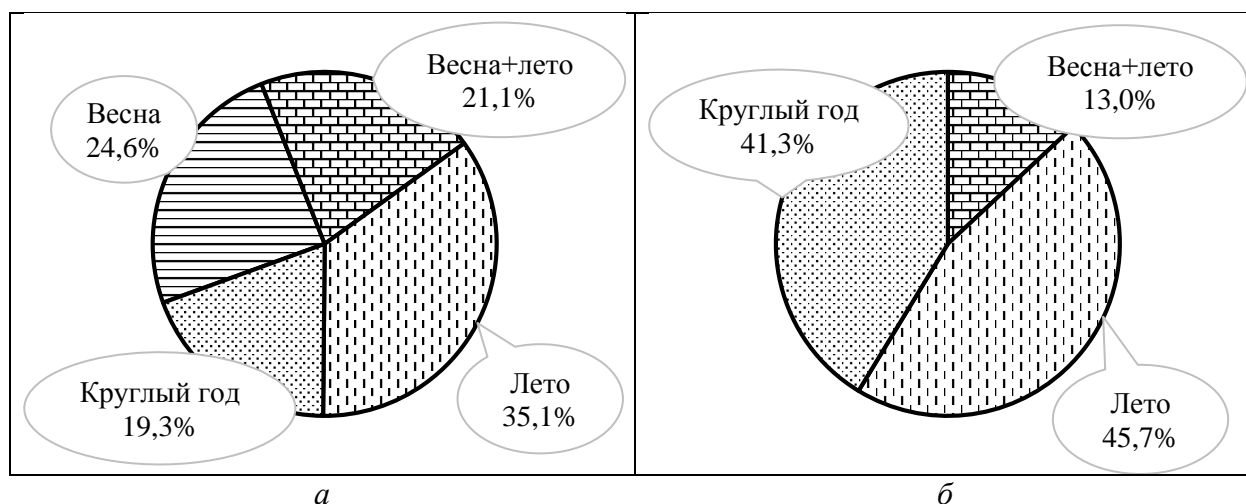 Весна+лето
21,1%
Весна
24,6%
Круглый год
19,3%
Лето
35,1%
Весна+лето
13,0%
Круглый год
41,3%
Лето
45,7%
а
б